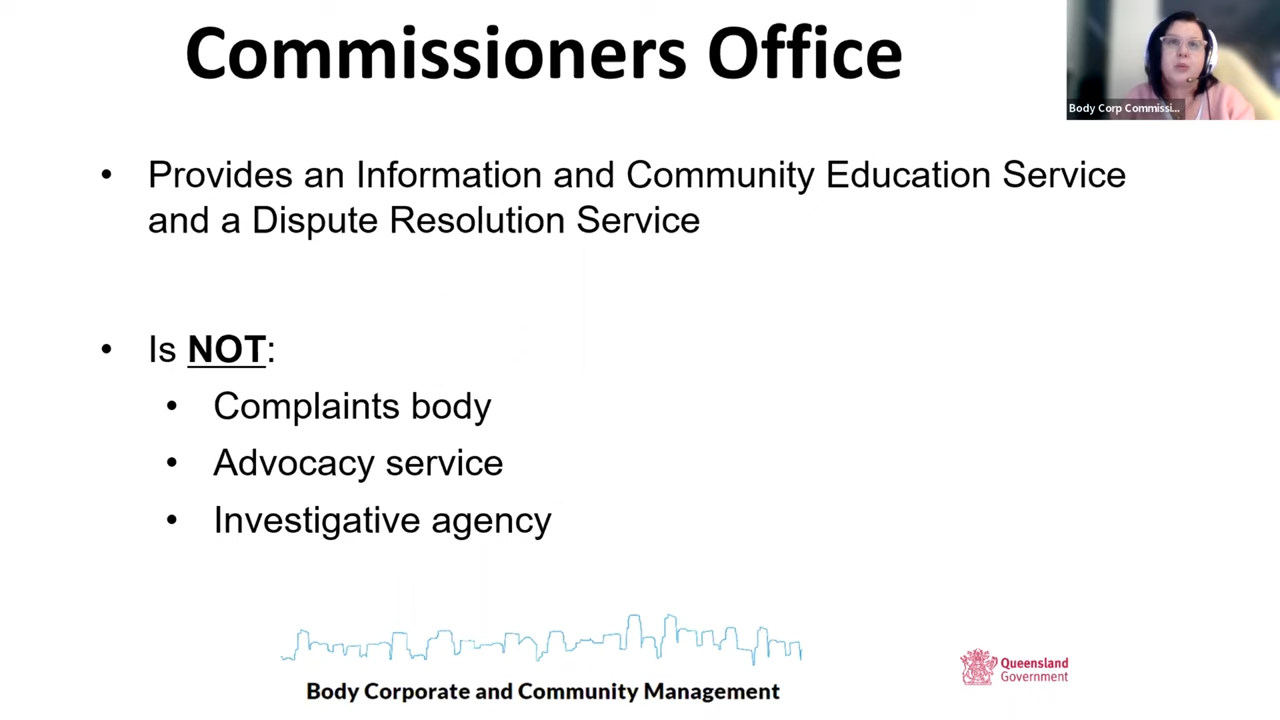 Commissioners Office
Body Corp Commissi...
• Provides an Information and Community Education Service
and a Dispute Resolution Service
• Is NOT:
• Complaints body
• Advocacy service
• Investigative agency
Body Corporate and Community Management
Queensland
Government